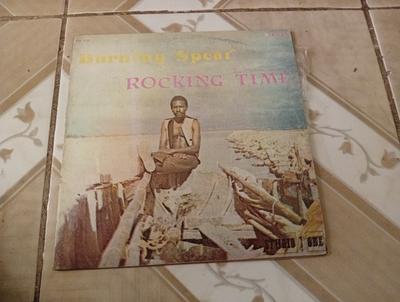 Burning Spear
ROCKING TIME
STUDIO ONE